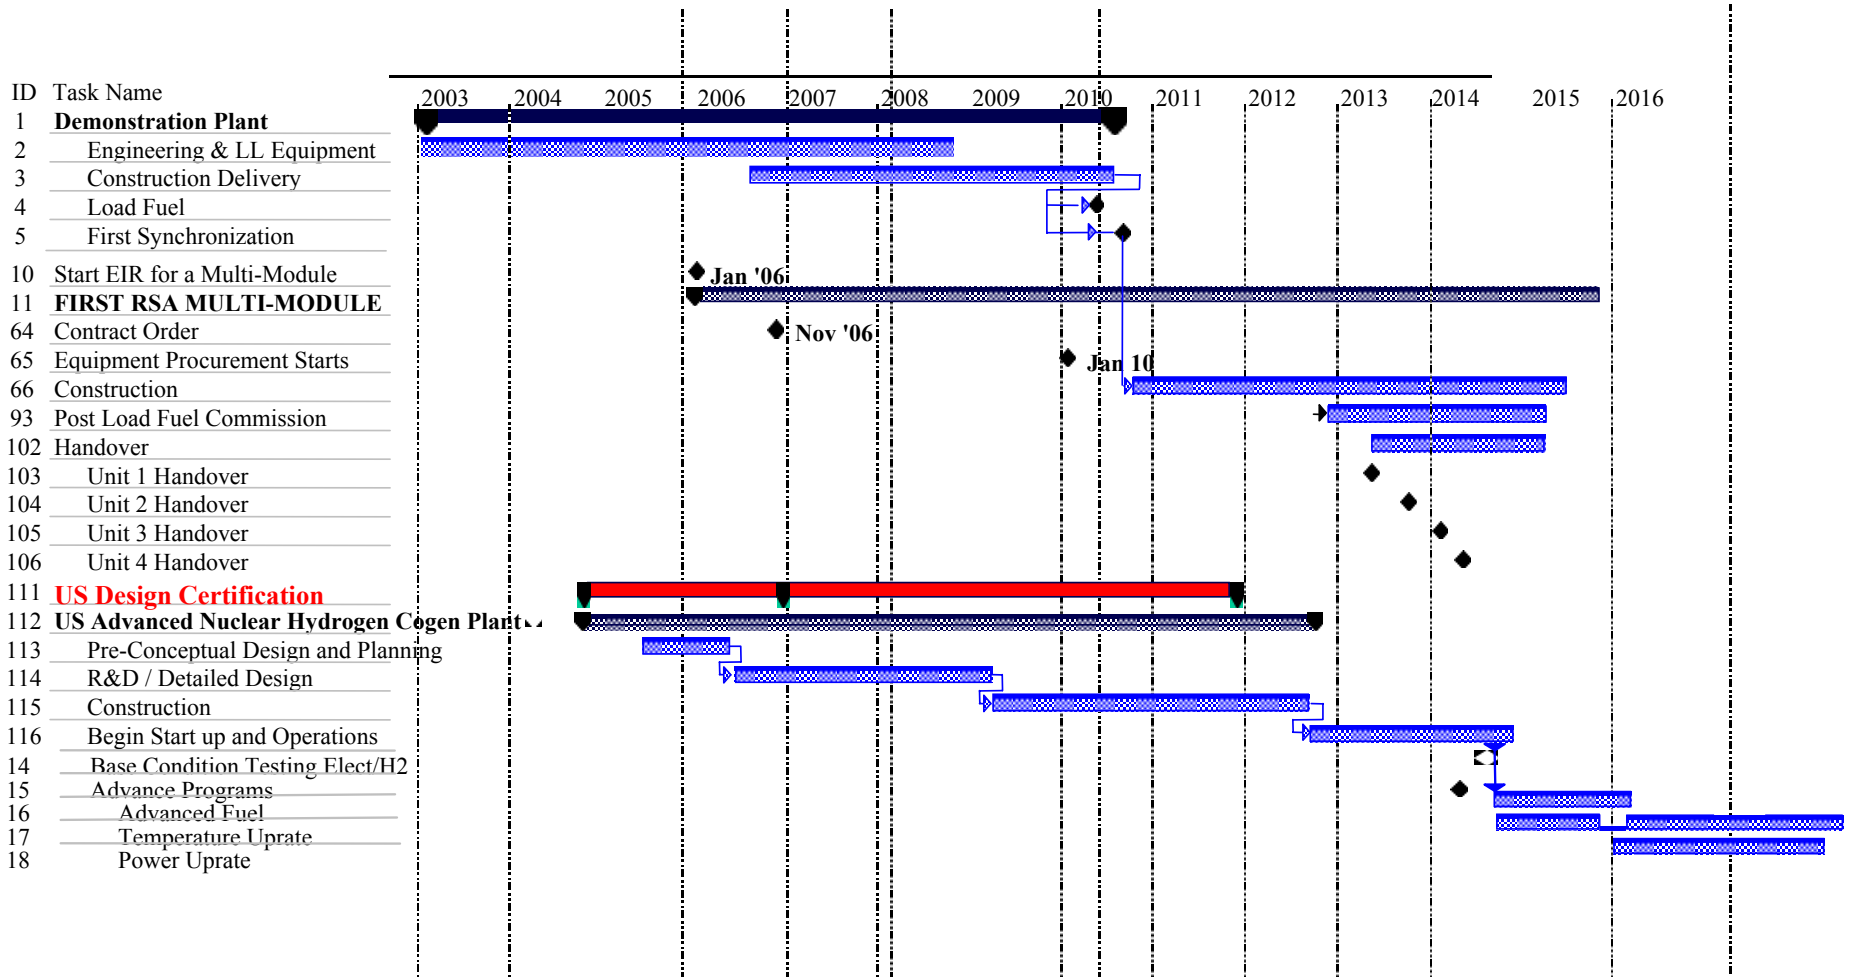 ID Task Name
2003 2004 2005 2006 2007 2008 2009 2010 2011 2012 2013 2014 2015 2016
1 Demonstration Plant
2 Engineering & LL Equipment
3 Construction Delivery
4 Load Fuel
5 First Synchronization
10 Start EIR for a Multi-Module Jan '06
11 FIRST RSA MULTI-MODULE
64 Contract Order Nov '06
65 Equipment Procurement Starts Jan 10
66 Construction
93 Post Load Fuel Commission
102 Handover
103 Unit 1 Handover
104 Unit 2 Handover
105 Unit 3 Handover
106 Unit 4 Handover
111 US Design Certification
112 US Advanced Nuclear Hydrogen Cogen Plant
113 Pre-Conceptual Design and Planning
114 R&D / Detailed Design
115 Construction
116 Begin Start up and Operations
14 Base Condition Testing Elect/H2
15 Advance Programs
16 Advanced Fuel
17 Temperature Uprate
18 Power Uprate